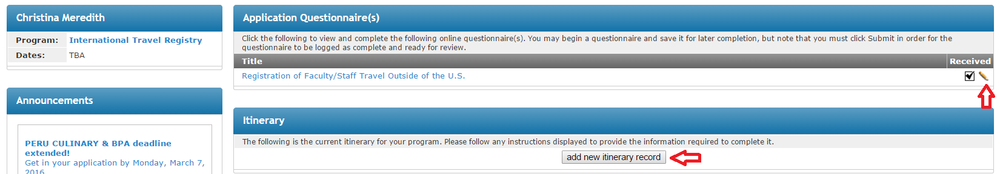 Christina Meredith
Program: International Travel Registry
Dates: TBA
Announcements
PERU CULINARY & BPA deadline
extended!
Get in your application by Monday, March 7,
2016
Application Questionnaire(s)
Click the following to view and complete the following online questionnaire(s). You may begin a questionnaire and save it for later completion, but note that you must click Submit in order for the
questionnaire to be logged as complete and ready for review.
Title Received
Registration of Faculty/Staff Travel Outside of the U.S.
Itinerary
The following is the current itinerary for your program. Please follow any instructions displayed to provide the information required to complete it.
add new itinerary record